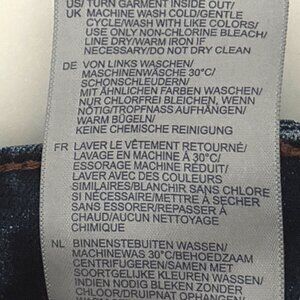 US/ TURN GARMENT INSIDE OUT/
UK MACHINE WASH COLD/GENTLE
CYCLE/WASH WITH LIKE COLORS/
USE ONLY NON-CHLORINE BLEACH/
LINE DRY/WARM IRON IF
NECESSARY/DO NOT DRY CLEAN
DE VON LINKS WASCHEN/
MASCHINENWÄSCHE 30°C/
SCHONSCHLEUDERN/
MIT ÄHNLICHEN FARBEN WASCHEN/
NUR CHLORFREI BLEICHEN, WENN
NÖTIG/TROPFNASS AUFHÄNGEN/
WARM BÜGELN/
KEINE CHEMISCHE REINIGUNG
FR LAVER LE VÊTEMENT RETOURNÉ/
LAVAGE EN MACHINE À 30°C/
ESSORAGE MACHINE RÉDUIT/
LAVER AVEC DES COULEURS
SIMILAIRES/BLANCHIR SANS CHLORE
SI NÉCESSAIRE/METTRE À SECHER
SANS ESSORER/REPASSER À
CHAUD/AUCUN NETTOYAGE
CHIMIQUE
NL BINNENSTEBUITEN WASSEN/
MACHINEWAS 30°C/BEHOEDZAAM
CENTRIFUGEREN/SAMEN MET
SOORTGELIJKE KLEUREN WASSEN/
INDIEN NODIG BLEKEN ZONDER
CHLOOR/DRUIPNAT OPHANGEN/